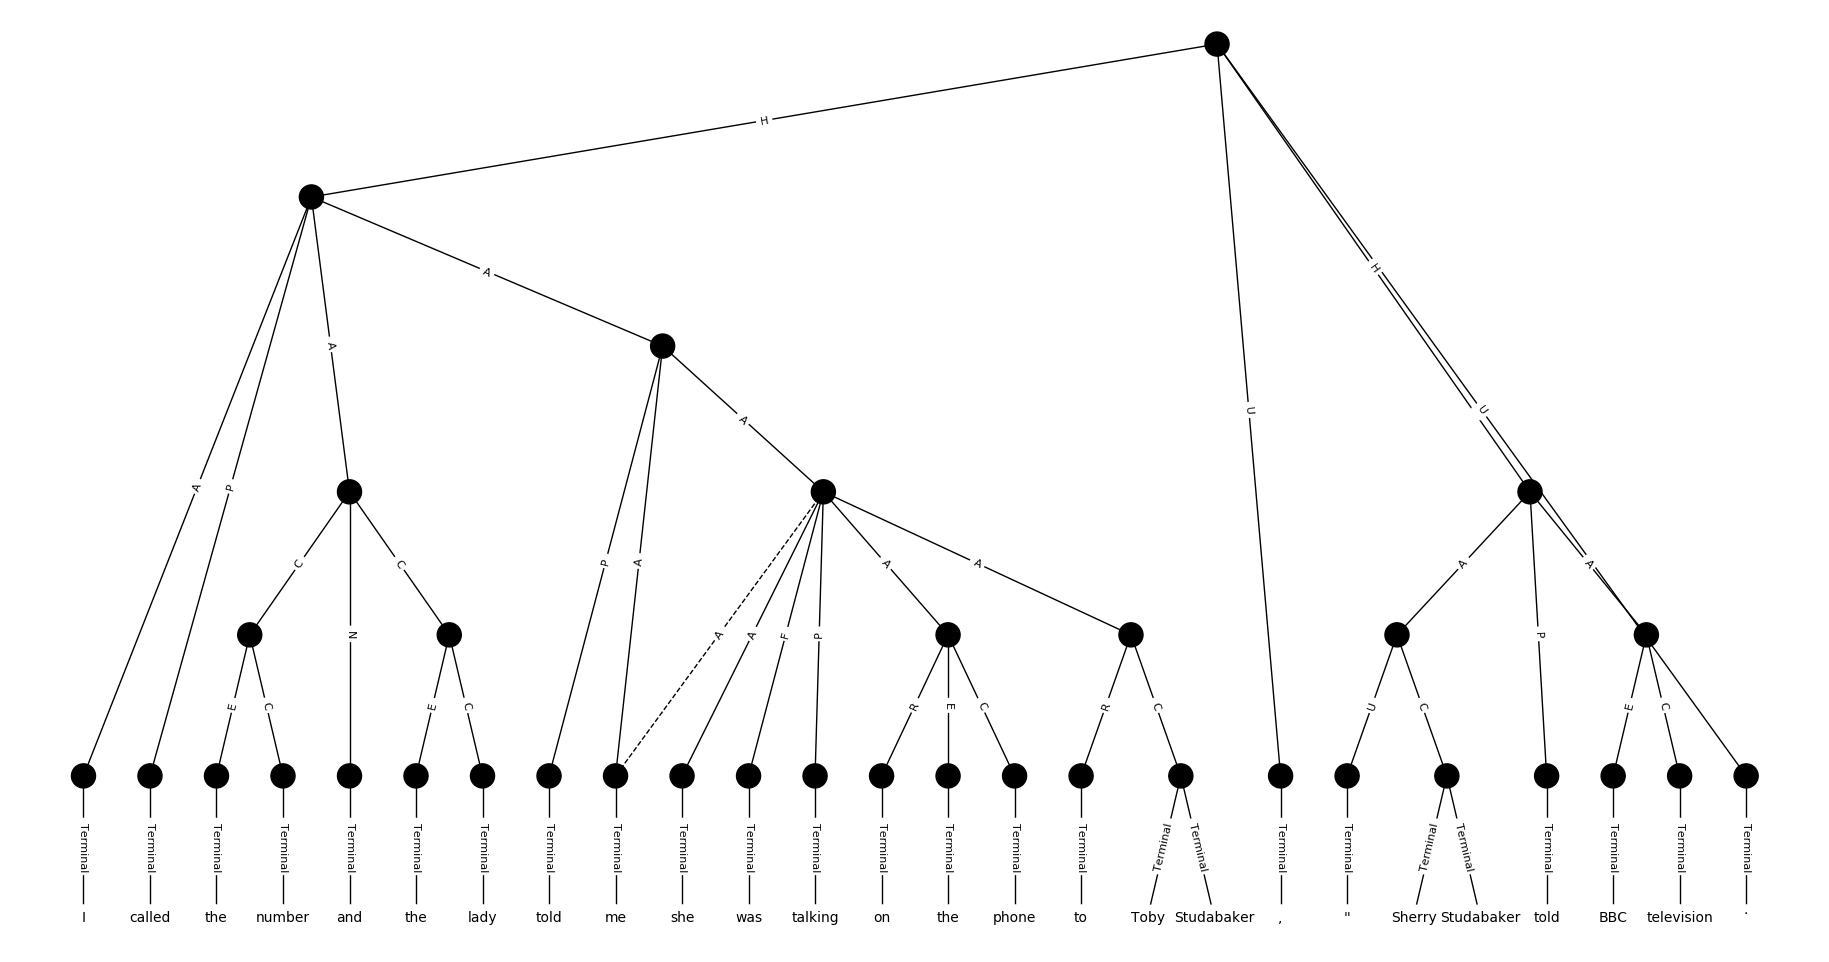 H
A
A
A
P
A
U
H
U
C
N
C
P
A
A
A
F
P
A
A
A
P
A
E
C
E
C
R
E
C
R
C
U
C
E
C
Terminal Terminal Terminal Terminal Terminal Terminal Terminal Terminal Terminal Terminal Terminal Terminal Terminal Terminal Terminal Terminal Terminal Terminal Terminal Terminal Terminal Terminal Terminal Terminal Terminal Terminal
I called the number and the lady told me she was talking on the phone to Toby Studabaker , " Sherry Studabaker told BBC television .